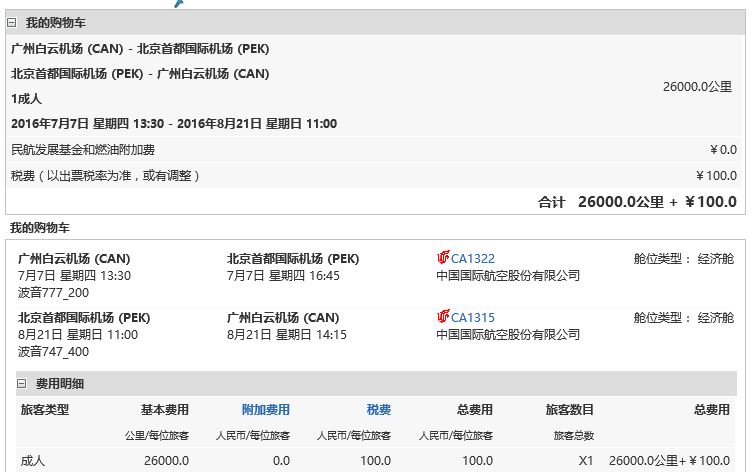 我的购物车
广州白云机场 (CAN) - 北京首都国际机场 (PEK)
北京首都国际机场 (PEK) - 广州白云机场 (CAN)
26000.0公里
1成人
2016年7月7日 星期四 13:30 - 2016年8月21日 星期日 11:00
民航发展基金和燃油附加费 ￥0.0
税费（以出票税率为准，或有调整） ￥100.0
合计 26000.0公里 + ￥100.0
我的购物车
广州白云机场 (CAN) 北京首都国际机场 (PEK) CA1322 舱位类型： 经济舱
7月7日 星期四 13:30 7月7日 星期四 16:45 中国国际航空股份有限公司
波音777_200
北京首都国际机场 (PEK) 广州白云机场 (CAN) CA1315 舱位类型： 经济舱
8月21日 星期日 11:00 8月21日 星期日 14:15 中国国际航空股份有限公司
波音747_400
费用明细
旅客类型 基本费用 附加费用 税费 总费用 旅客数目 总费用
公里/每位旅客 人民币/每位旅客 人民币/每位旅客 人民币/每位旅客 旅客总数
成人 26000.0 0.0 100.0 100.0 X1 26000.0公里+￥100.0